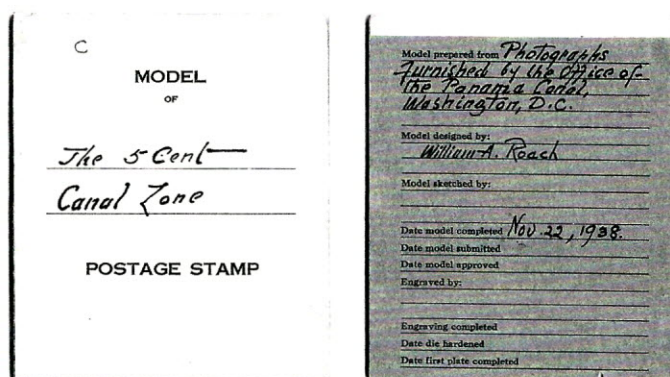 C
MODEL
OF
The 5 Cent
Canal Zone
POSTAGE STAMP
Model prepared from Photographs
furnished by the Office of
the Panama Canal,
Washington, D.C.
Model designed by:
William A. Roach
Model sketched by:
Date model completed Nov. 22, 1938.
Date model submitted
Date model approved
Engraved by:
Engraving completed
Date die hardened
Date first plate completed